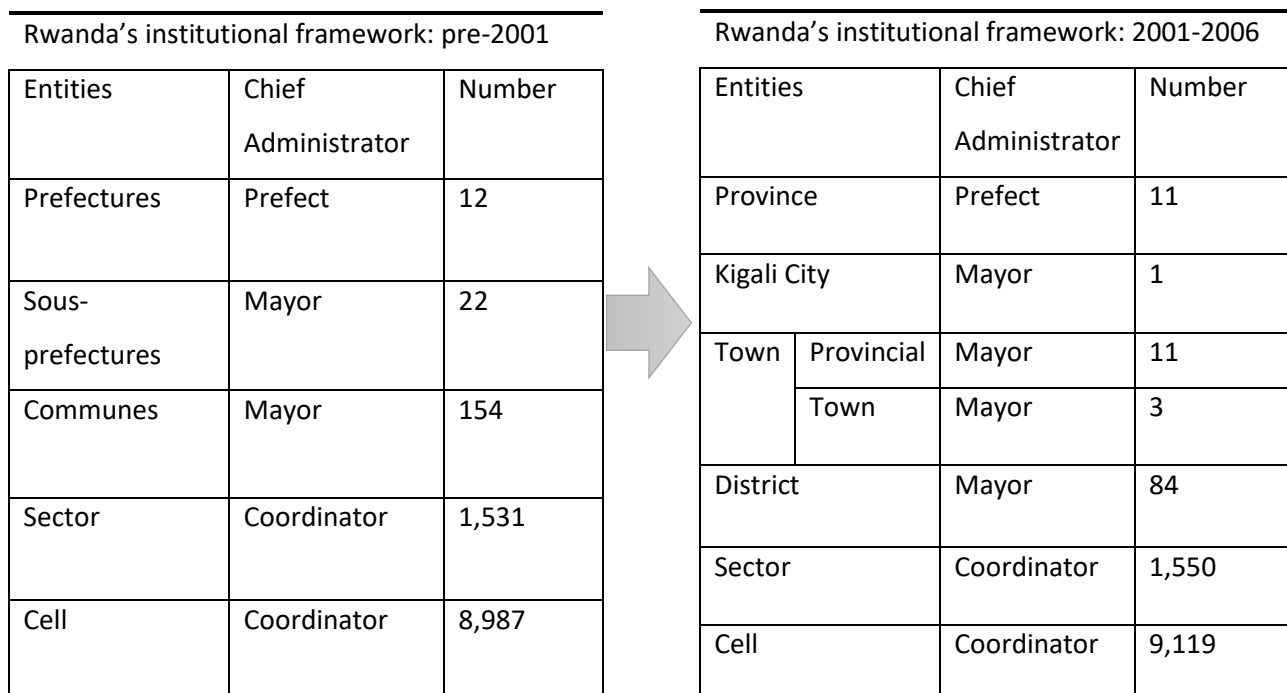 Rwanda’s institutional framework: pre-2001
Entities Chief Administrator Number
Prefectures Prefect 12
Sous-prefectures Mayor 22
Communes Mayor 154
Sector Coordinator 1,531
Cell Coordinator 8,987
Rwanda’s institutional framework: 2001-2006
Entities Chief Administrator Number
Province Prefect 11
Kigali City Mayor 1
Town Provincial Mayor 11
Town Mayor 3
District Mayor 84
Sector Coordinator 1,550
Cell Coordinator 9,119